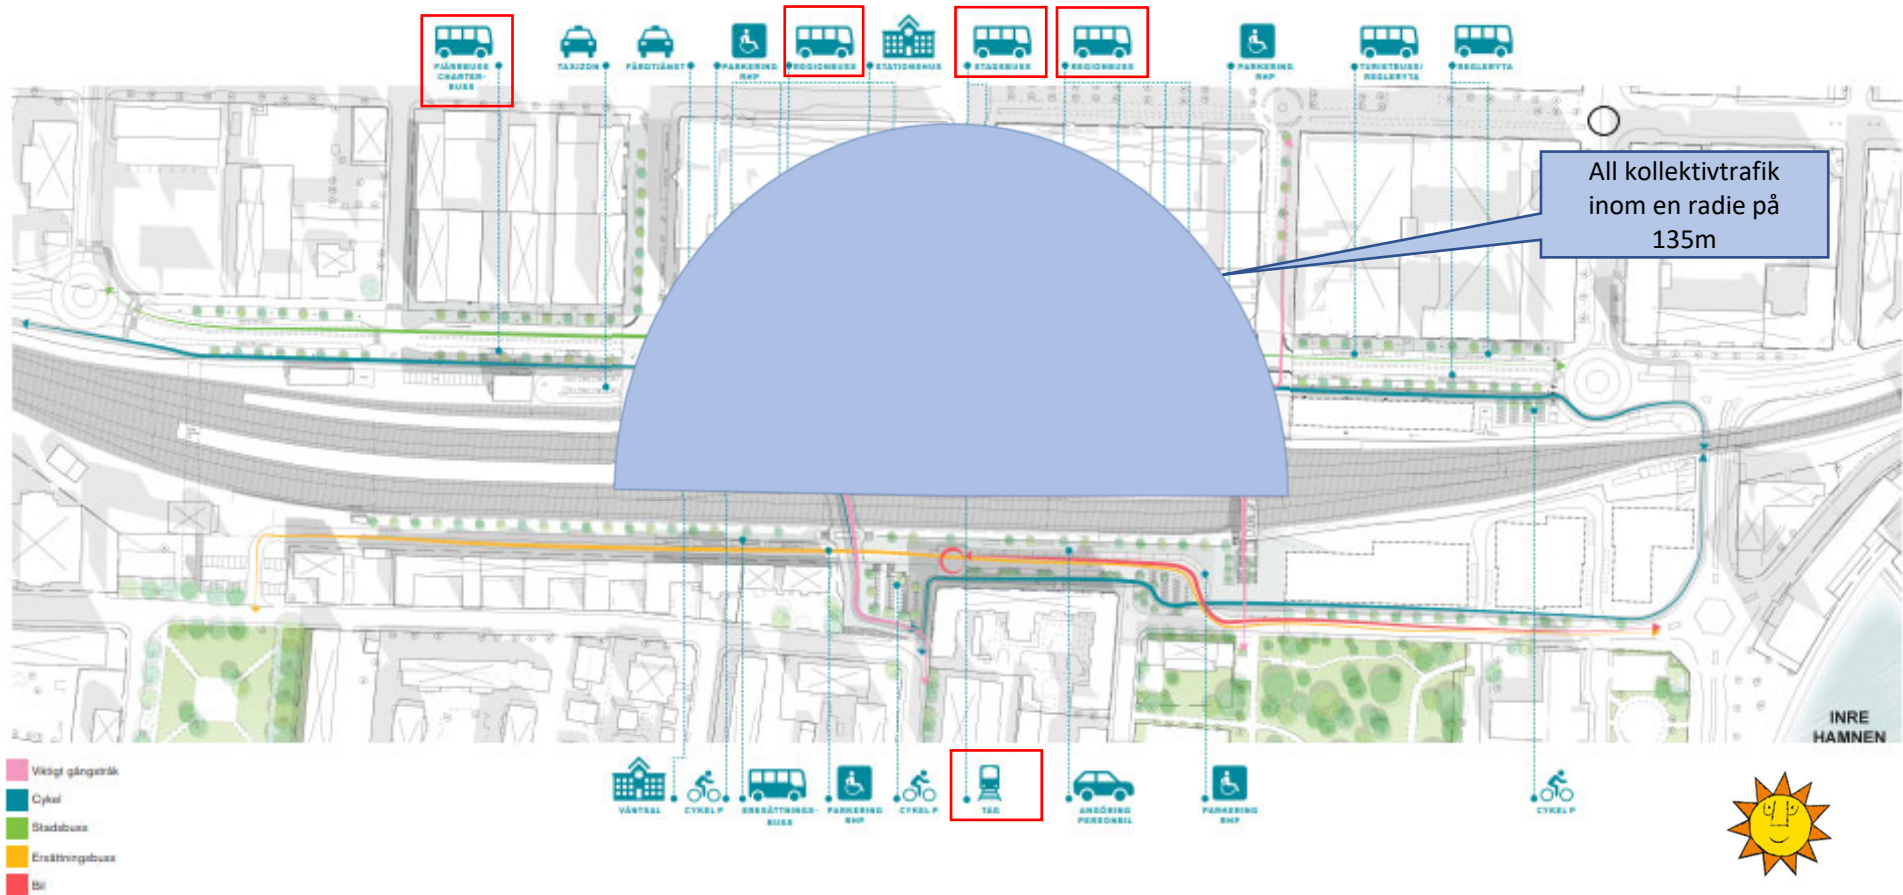 FJÄRRBUSS
CHARTER-
BUSS
TAXIZON
FÄRDTJÄNST
PARKERING
RHP
REGIONBUSS
STATIONSHUS
STADSBUSS
REGIONBUSS
PARKERING
RHP
TURISTBUSS/
REGLERYTA
REGLERYTA
All kollektivtrafik
inom en radie på
135m
INRE
HAMNEN
VÄNTSAL
CYKEL P
ERSÄTTNINGS-
BUSS
PARKERING
RHP
CYKEL P
TÅG
ANGÖRING
PERSONBIL
PARKERING
RHP
CYKEL P
Viktigt gångstråk
Cykel
Stadsbuss
Ersättningsbuss
Bil